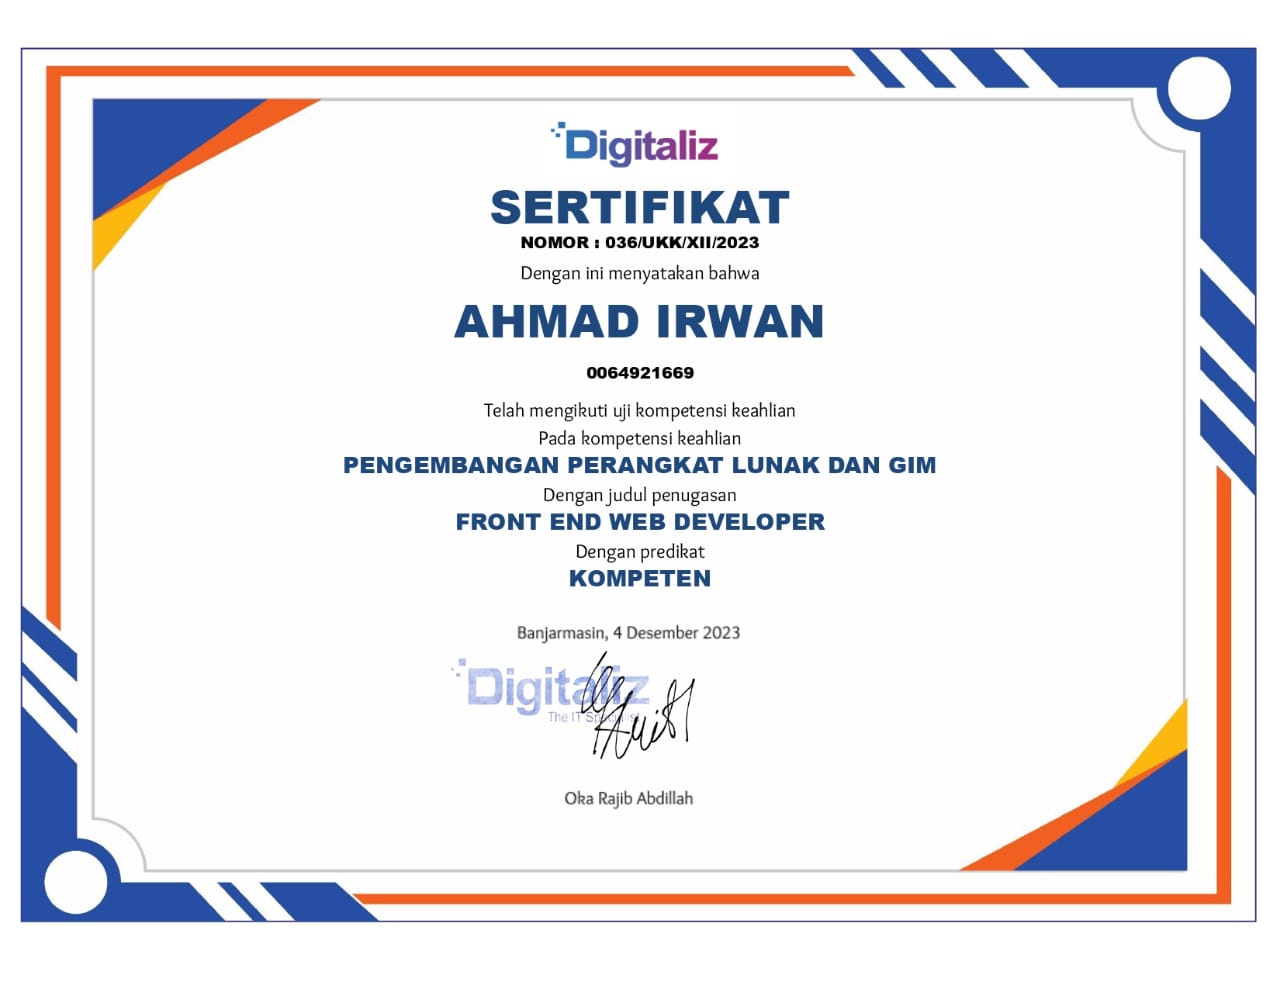 Digitaliz
SERTIFIKAT
NOMOR : 036/UKK/XII/2023
Dengan ini menyatakan bahwa
AHMAD IRWAN
0064921669
Telah mengikuti uji kompetensi keahlian
Pada kompetensi keahlian
PENGEMBANGAN PERANGKAT LUNAK DAN GIM
Dengan judul penugasan
FRONT END WEB DEVELOPER
Dengan predikat
KOMPETEN
Banjarmasin, 4 Desember 2023
Digitaliz
The IT Specialist
Oka Rajib Abdillah